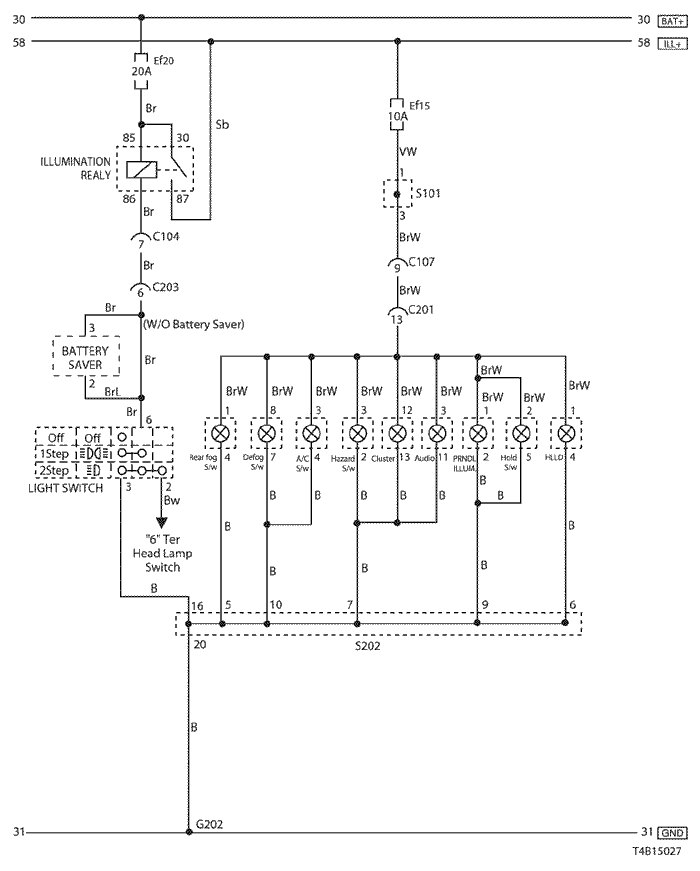 30 30 BAT+
58 58 ILL+
Ef20
20A
Br
Sb
Ef15
10A
VW
1
S101
3
BrW
85 30
ILLUMINATION
REALY
86 87
Br
C104
7
Br
C203
6
C107
9
BrW
C201
13
Br
(W/O Battery Saver)
3
BATTERY
SAVER
2
Br
BrL
Br 6
Off Off
1Step
2Step
LIGHT SWITCH 3 2
Bw
"6" Ter
Head Lamp
Switch
B
BrW BrW BrW BrW BrW BrW BrW BrW BrW BrW
1 8 3 3 12 3 1 2 1
Rear fog S/w 4
Defog S/w 7
A/C S/w 4
Hazard S/w 2
Cluster 13
Audio 11
PRNDL ILLUM. 2
Hold S/w 5
HLLD 4
B B B B B B B B
B B B B B
16 5 10 7 9 6
20 S202
B
G202
31 31 GND
T4B15027